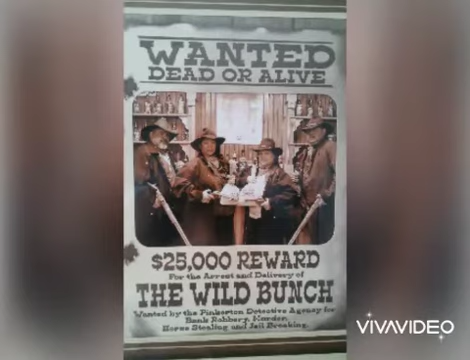 WANTED
DEAD OR ALIVE
$25,000 REWARD
For the Arrest and Delivery of
THE WILD BUNCH
Wanted by the Pinkerton Detective Agency for
Bank Robbery, Murder,
Horse Stealing and Jail Breaking.
VIVAVIDEO